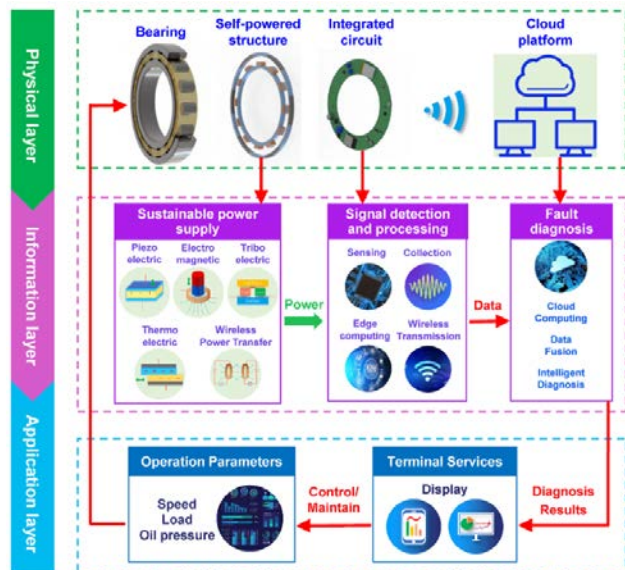 Physical layer
Information layer
Application layer
Bearing
Self-powered
structure
Integrated
circuit
Cloud
platform
Sustainable power
supply
Piezo
electric
Electro
magnetic
Tribo
electric
Thermo
electric
Wireless
Power Transfer
Power
Signal detection
and processing
Sensing
Collection
Edge
computing
Wireless
Transmission
Data
Fault
diagnosis
Cloud
Computing
Data
Fusion
Intelligent
Diagnosis
Operation Parameters
Speed
Load
Oil pressure
Control/
Maintain
Terminal Services
Display
Diagnosis
Results